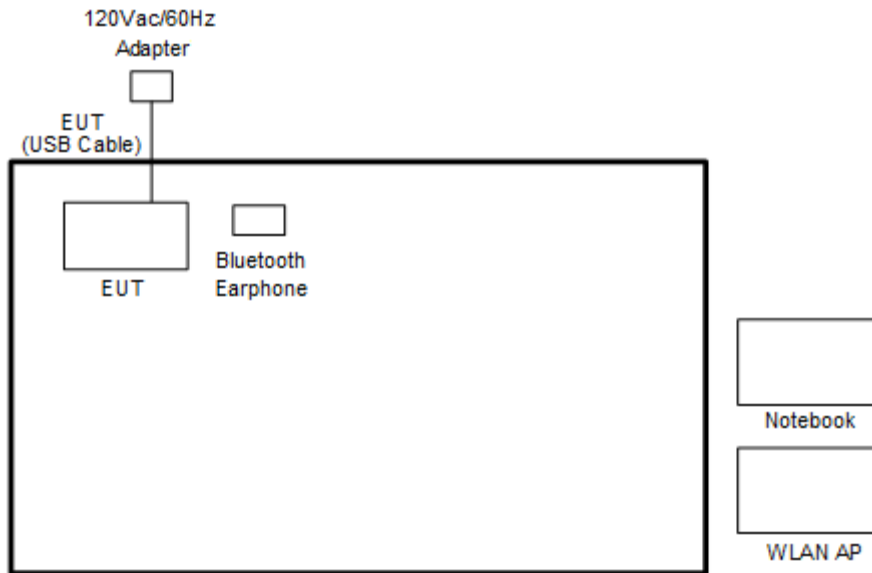 120Vac/60Hz
Adapter
EUT
(USB Cable)
EUT
Bluetooth
Earphone
Notebook
WLAN AP